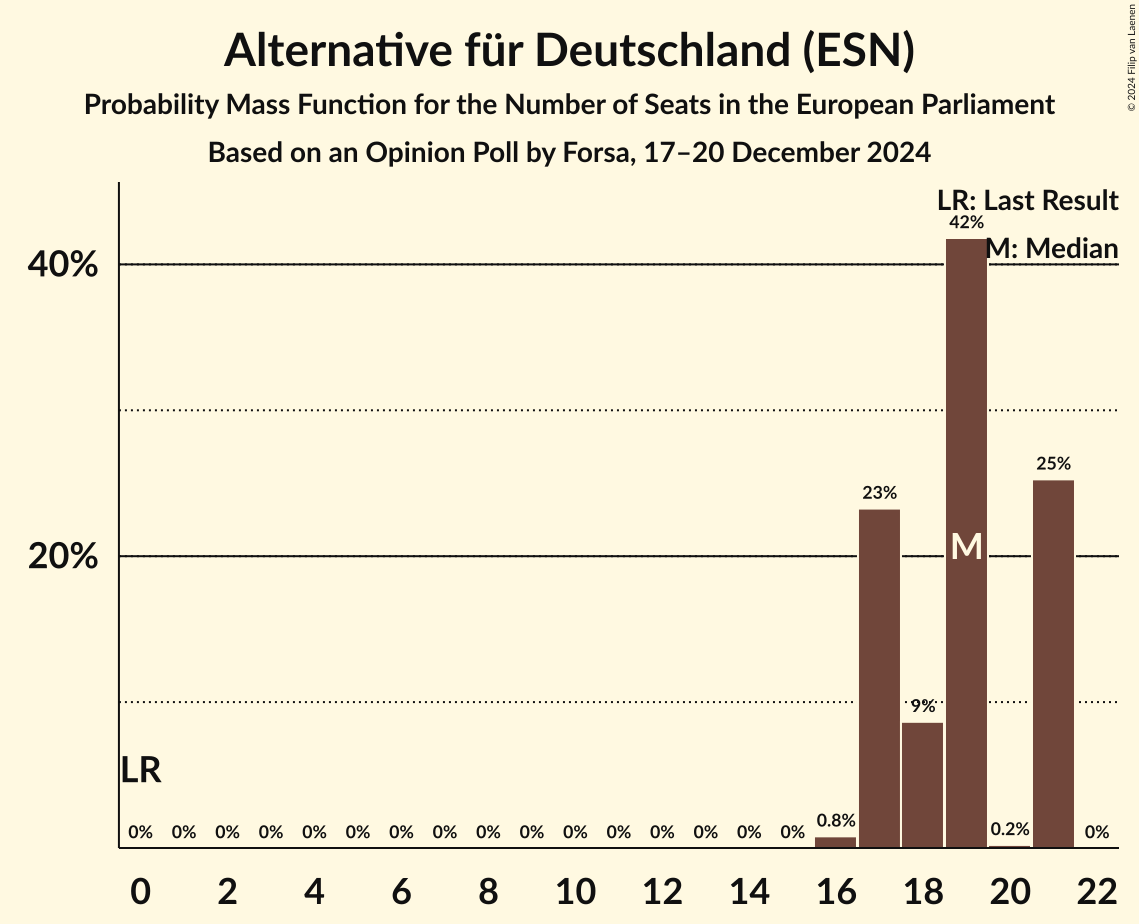 Alternative für Deutschland (ESN)
Probability Mass Function for the Number of Seats in the European Parliament
Based on an Opinion Poll by Forsa, 17–20 December 2024
© 2024 Filip van Laenen
LR: Last Result
M: Median
42%
40%
25%
23%
M
20%
9%
LR
0% 0% 0% 0% 0% 0% 0% 0% 0% 0% 0% 0% 0% 0% 0% 0% 0.8% 0.2% 0%
0 2 4 6 8 10 12 14 16 18 20 22